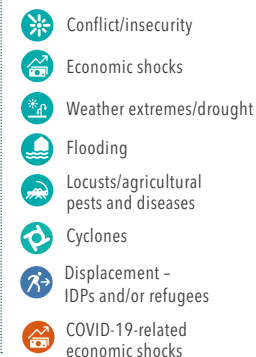 Conflict/insecurity
Economic shocks
Weather extremes/drought
Flooding
Locusts/agricultural
pests and diseases
Cyclones
Displacement –
IDPs and/or refugees
COVID-19-related
economic shocks